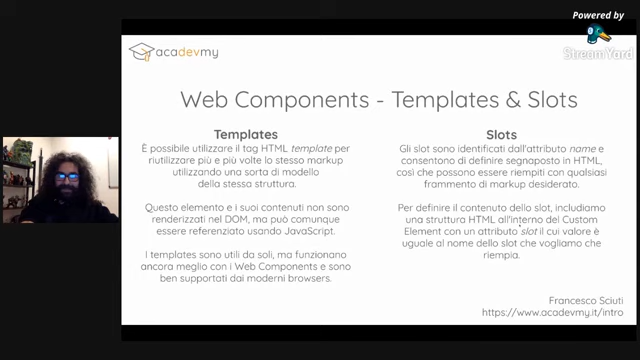 Powered by
StreamYard
acadevmy
Web Components - Templates & Slots
Templates
È possibile utilizzare il tag HTML template per
riutilizzare più e più volte lo stesso markup
utilizzando una sorta di modello
della stessa struttura.
Questo elemento e i suoi contenuti non sono
renderizzati nel DOM, ma può comunque
essere referenziato usando JavaScript.
I templates sono utili da soli, ma funzionano
ancora meglio con i Web Components e sono
ben supportati dai moderni browsers.
Slots
Gli slot sono identificati dall'attributo name e
consentono di definire segnaposto in HTML,
così che possono essere riempiti con qualsiasi
frammento di markup desiderato.
Per definire il contenuto dello slot, includiamo
una struttura HTML all'interno dei Custom
Element con un attributo slot il cui valore è
uguale al nome dello slot che vogliamo che
riempia.
Francesco Sciuti
https://www.acadevmy.it/intro